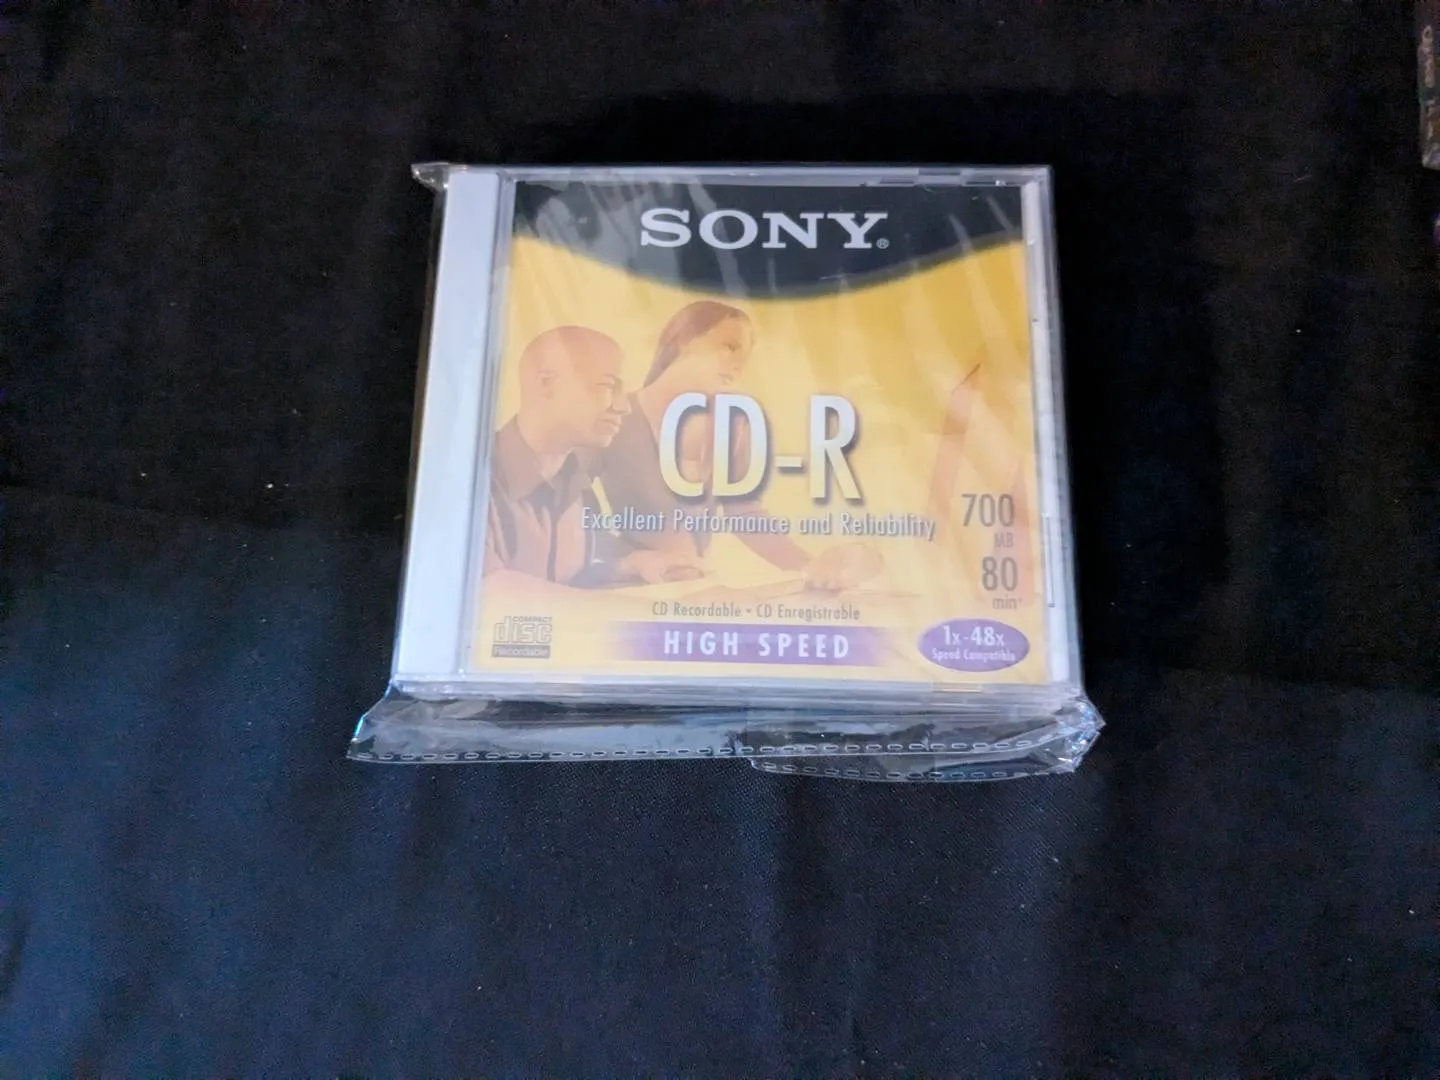 SONY®
CD-R
Excellent Performance and Reliability
700
MB
80
min
CD Recordable • CD Enregistrable
COMPACT
disc
Recordable
HIGH SPEED
1x-48x
Speed Compatible